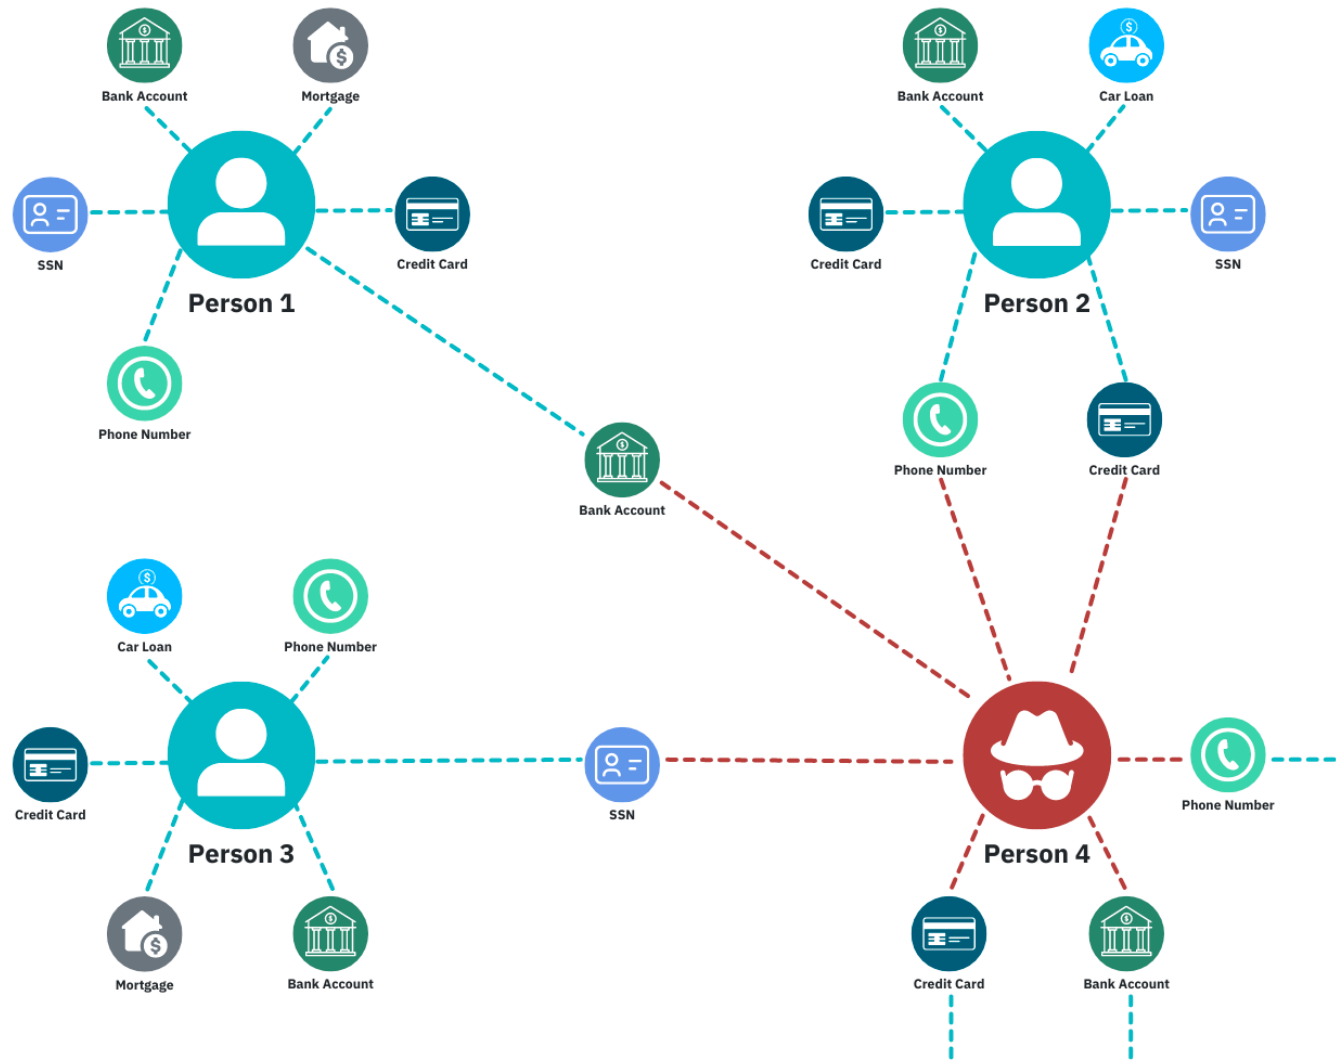 Bank Account
Mortgage
SSN
Credit Card
Person 1
Phone Number
Bank Account
Car Loan
Credit Card
SSN
Person 2
Phone Number
Credit Card
Bank Account
Car Loan
Phone Number
Credit Card
SSN
Person 3
Mortgage
Bank Account
Phone Number
Person 4
Credit Card
Bank Account